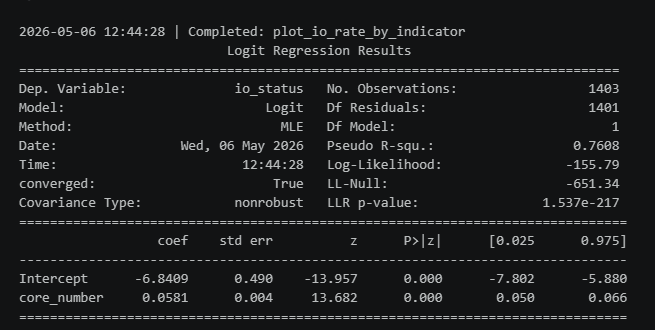 2026-05-06 12:44:28 | Completed: plot_io_rate_by_indicator
                           Logit Regression Results
==============================================================================
Dep. Variable:              io_status   No. Observations:                 1403
Model:                          Logit   Df Residuals:                     1401
Method:                           MLE   Df Model:                            1
Date:                Wed, 06 May 2026   Pseudo R-squ.:                  0.7608
Time:                        12:44:28   Log-Likelihood:                -155.79
converged:                       True   LL-Null:                       -651.34
Covariance Type:            nonrobust   LLR p-value:                1.537e-217
===============================================================================
                  coef    std err          z      P>|z|      [0.025      0.975]
-------------------------------------------------------------------------------
Intercept      -6.8409      0.490    -13.957      0.000      -7.802      -5.880
core_number     0.0581      0.004     13.682      0.000       0.050       0.066
===============================================================================